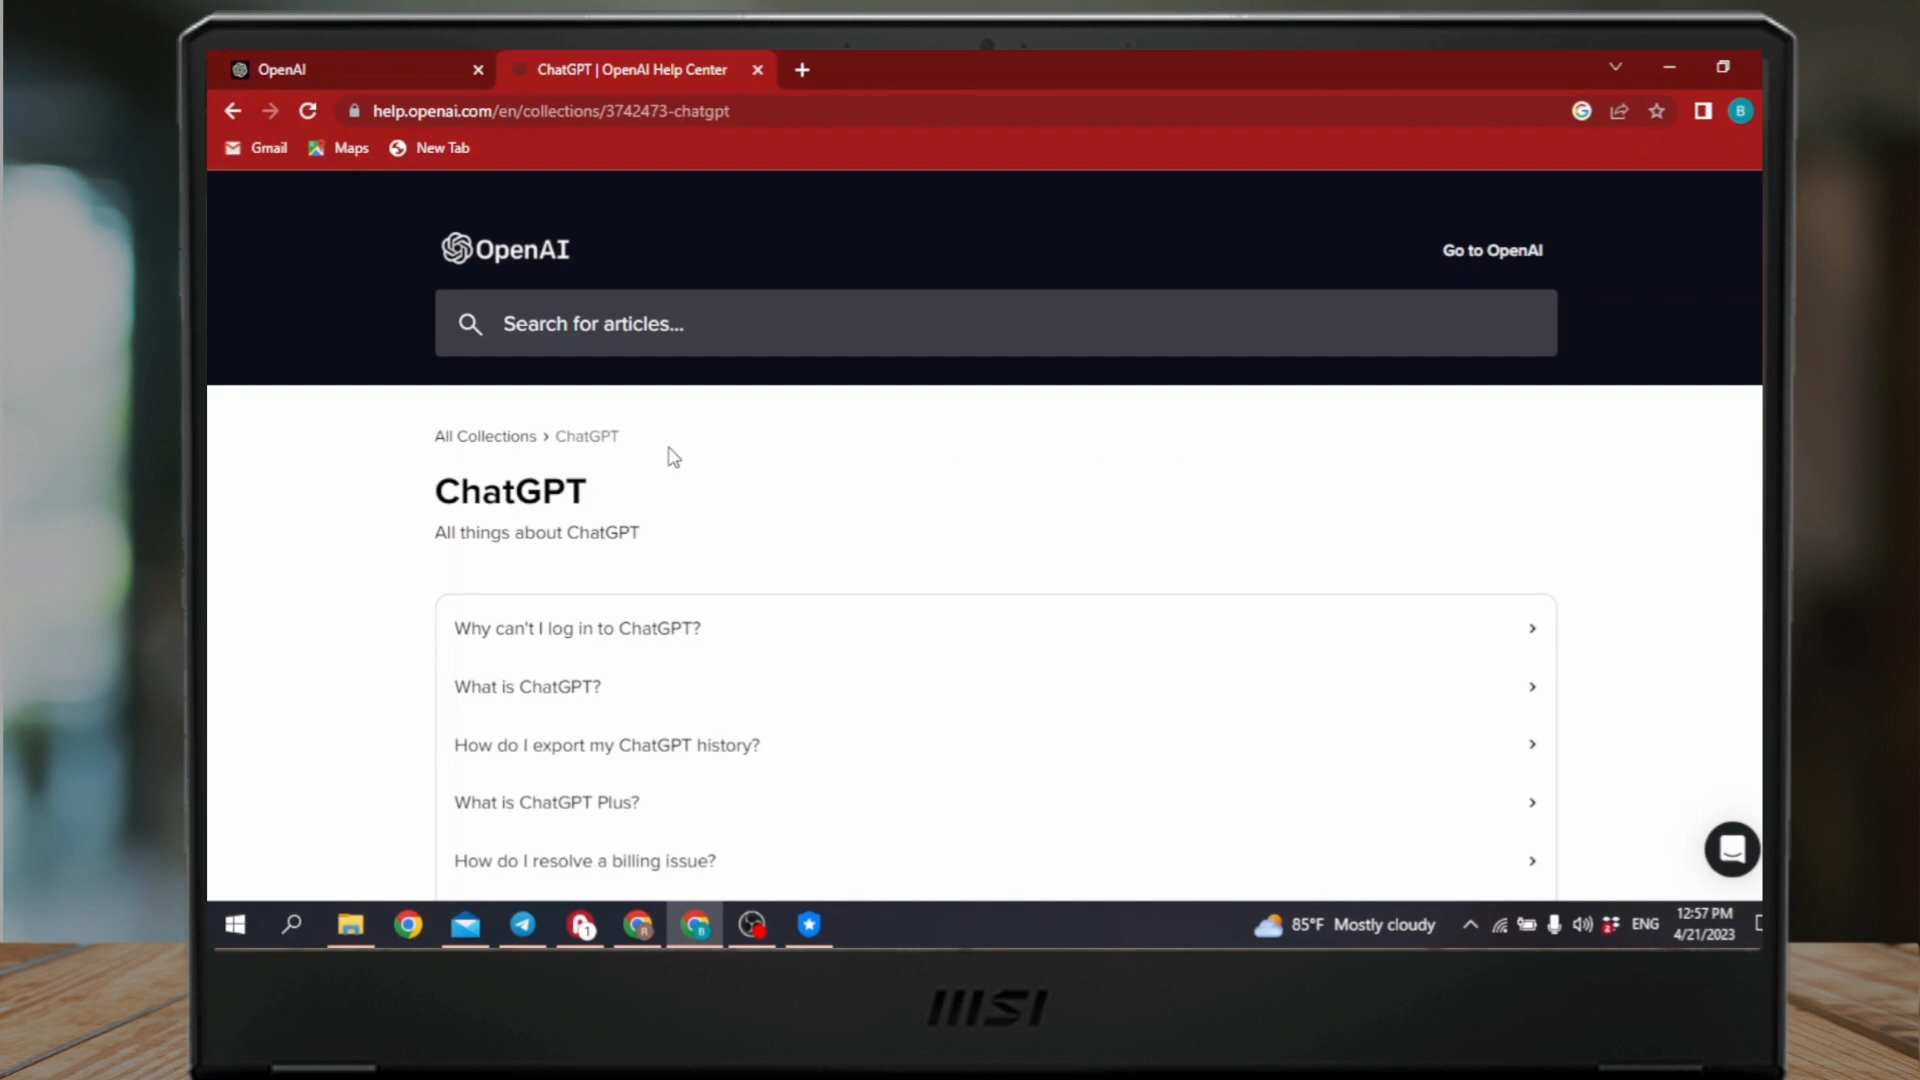 OpenAI
ChatGPT | OpenAI Help Center
help.openai.com/en/collections/3742473-chatgpt
B
Gmail
Maps
New Tab
OpenAI
Go to OpenAI
Search for articles...
All Collections > ChatGPT
ChatGPT
All things about ChatGPT
Why can't I log in to ChatGPT?
What is ChatGPT?
How do I export my ChatGPT history?
What is ChatGPT Plus?
How do I resolve a billing issue?
1
R
B
85°F Mostly cloudy
ENG
12:57 PM
4/21/2023
msi